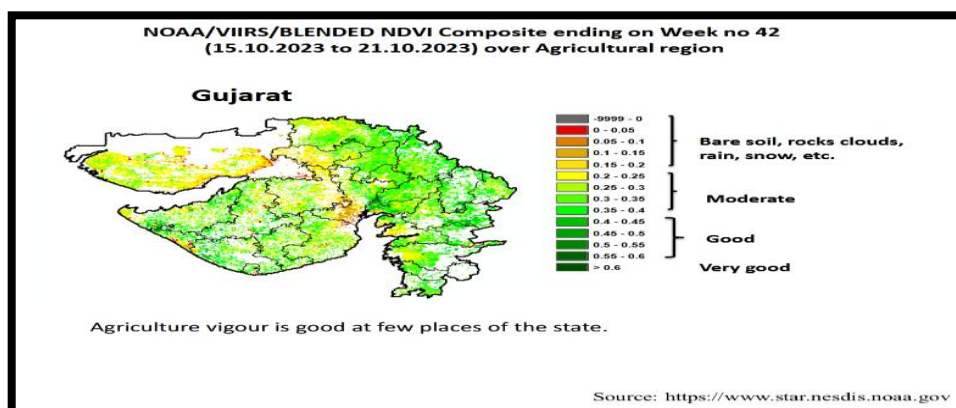 NOAA/VIIRS/BLENDED NDVI Composite ending on Week no 42
(15.10.2023 to 21.10.2023) over Agricultural region
Gujarat
-9999 - 0
0 - 0.05
0.05 - 0.1
0.1 - 0.15
0.15 - 0.2
0.2 - 0.25
0.25 - 0.3
0.3 - 0.35
0.35 - 0.4
0.4 - 0.45
0.45 - 0.5
0.5 - 0.55
0.55 - 0.6
> 0.6
Bare soil, rocks clouds,
rain, snow, etc.
Moderate
Good
Very good
Agriculture vigour is good at few places of the state.
Source: https://www.star.nesdis.noaa.gov